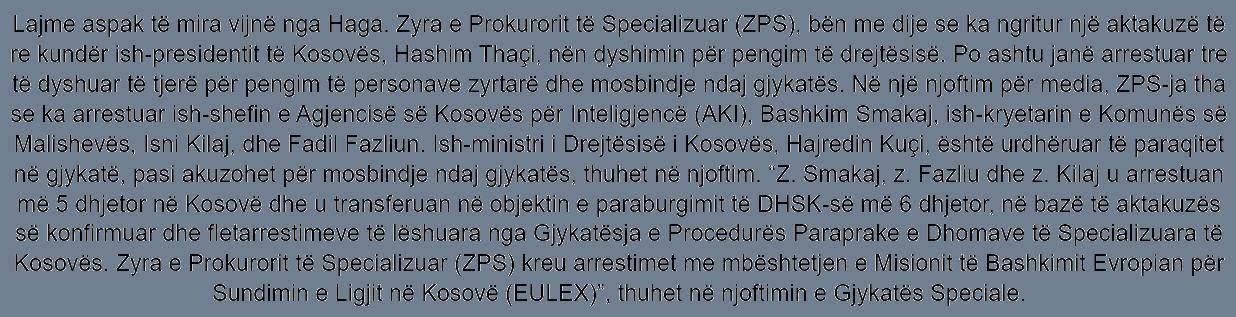 Lajme aspak të mira vijnë nga Haga. Zyra e Prokurorit të Specializuar (ZPS), bën me dije se ka ngritur një aktakuzë të
re kundër ish-presidentit të Kosovës, Hashim Thaçi, nën dyshimin për pengim të drejtësisë. Po ashtu janë arrestuar tre
të dyshuar të tjerë për pengim të personave zyrtarë dhe mosbindje ndaj gjykatës. Në një njoftim për media, ZPS-ja tha
se ka arrestuar ish-shefin e Agjencisë së Kosovës për Inteligjencë (AKI), Bashkim Smakaj, ish-kryetarin e Komunës së
Malishevës, Isni Kilaj, dhe Fadil Fazliun. Ish-ministri i Drejtësisë i Kosovës, Hajredin Kuçi, është urdhëruar të paraqitet
në gjykatë, pasi akuzohet për mosbindje ndaj gjykatës, thuhet në njoftim. “Z. Smakaj, z. Fazliu dhe z. Kilaj u arrestuan
më 5 dhjetor në Kosovë dhe u transferuan në objektin e paraburgimit të DHSK-së më 6 dhjetor, në bazë të aktakuzës
së konfirmuar dhe fletarrestimeve të lëshuara nga Gjykatësja e Procedurës Paraprake e Dhomave të Specializuara të
Kosovës. Zyra e Prokurorit të Specializuar (ZPS) kreu arrestimet me mbështetjen e Misionit të Bashkimit Evropian për
Sundimin e Ligjit në Kosovë (EULEX)”, thuhet në njoftimin e Gjykatës Speciale.